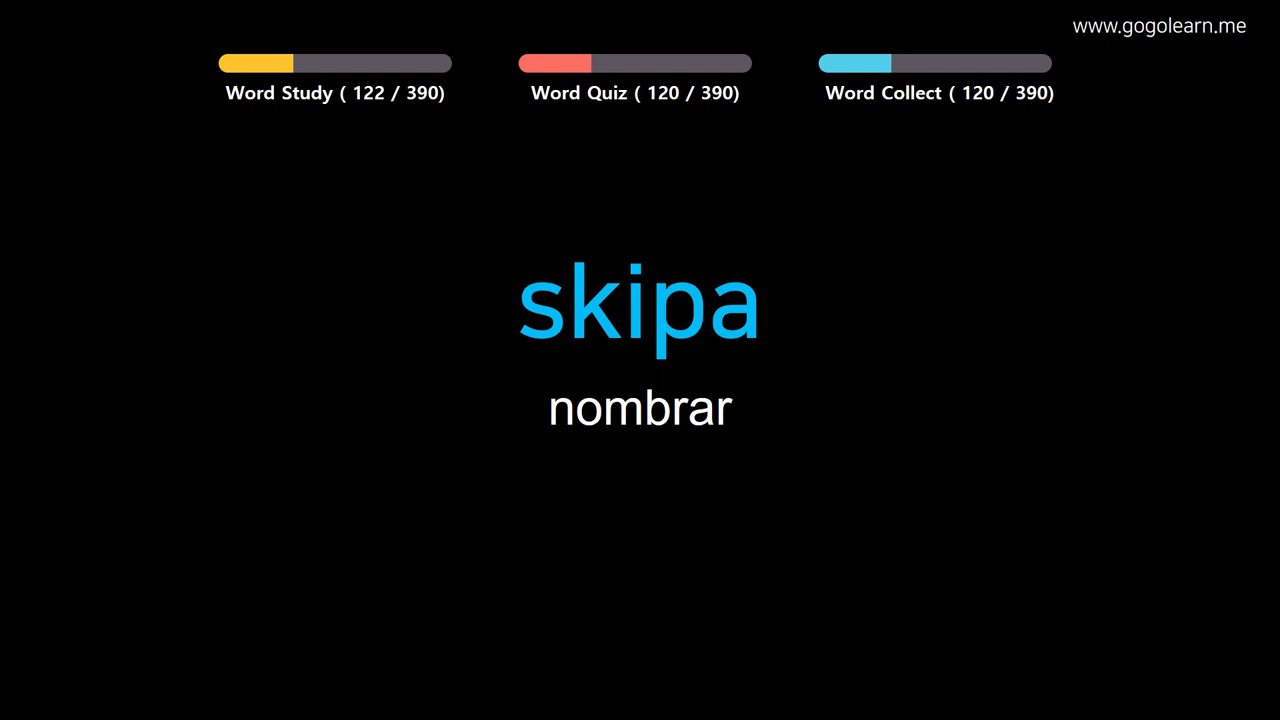 www.gogolearn.me
Word Study ( 122 / 390)
Word Quiz ( 120 / 390)
Word Collect ( 120 / 390)
skipa
nombrar